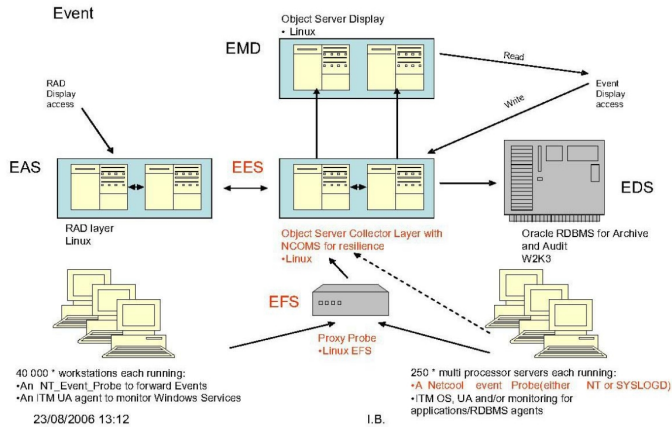 Event
Object Server Display
• Linux
EMD
Read
RAD
Display
access
Event
Display
access
Write
EAS
EES
EDS
RAD layer
Linux
Object Server Collector Layer with
NCOMS for resilience
•Linux
Oracle RDBMS for Archive
and Audit
W2K3
EFS
Proxy Probe
•Linux EFS
40 000 * workstations each running:
•An NT_Event_Probe to forward Events
•An ITM UA agent to monitor Windows Services
250 * multi processor servers each running:
•A Netcool event Probe(either NT or SYSLOGD)
•ITM OS, UA and/or monitoring for
applications/RDBMS agents
23/08/2006 13:12
I.B.